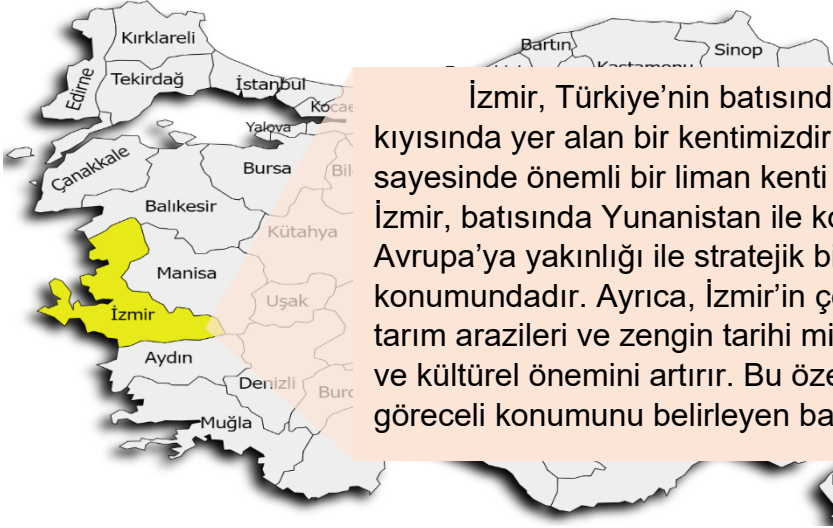 Kırklareli
Edirne
Tekirdağ
İstanbul
Yalova
Çanakkale
Bursa
Balıkesir
Kütahya
Manisa
Uşak
İzmir
Aydın
Denizli
Muğla
Bartın
Sinop
Kastamonu
İzmir, Türkiye’nin batısınd
kıyısında yer alan bir kentimizdir
sayesinde önemli bir liman kenti
İzmir, batısında Yunanistan ile ko
Avrupa’ya yakınlığı ile stratejik bi
konumundadır. Ayrıca, İzmir’in çe
tarım arazileri ve zengin tarihi mi
ve kültürel önemini artırır. Bu öze
göreceli konumunu belirleyen ba